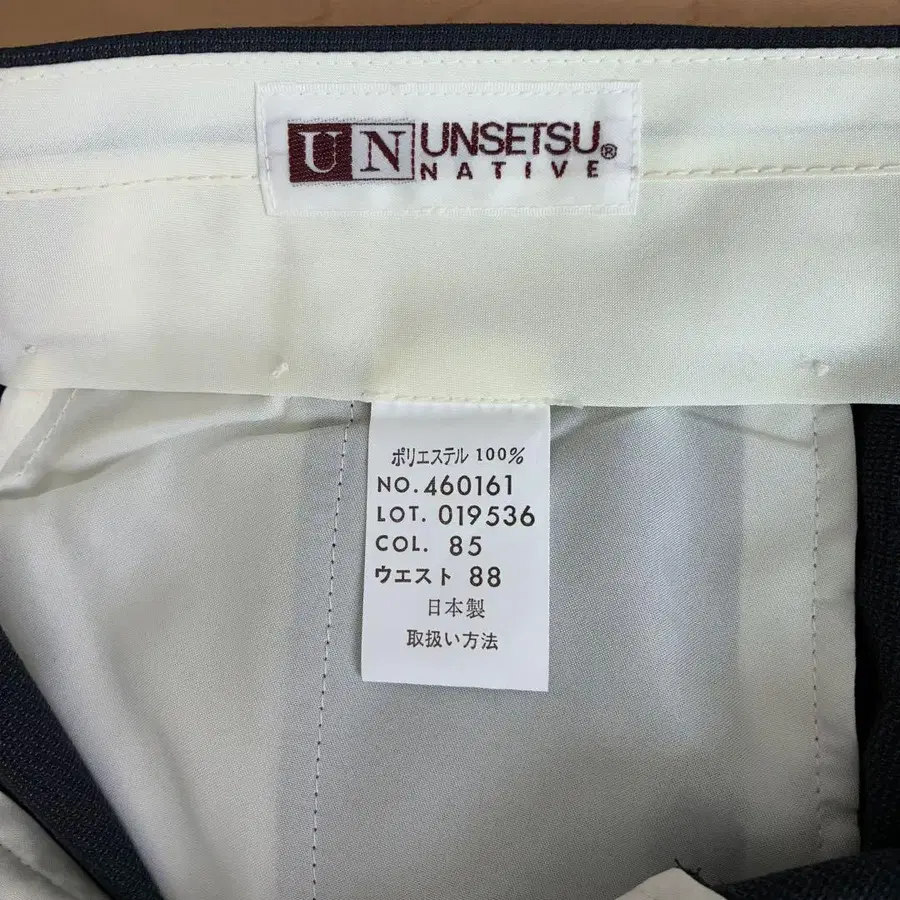 UN UNSETSU®
NATIVE
ポリエステル 100%
NO. 460161
LOT. 019536
COL. 85
ウエスト 88
日本製
取扱い方法